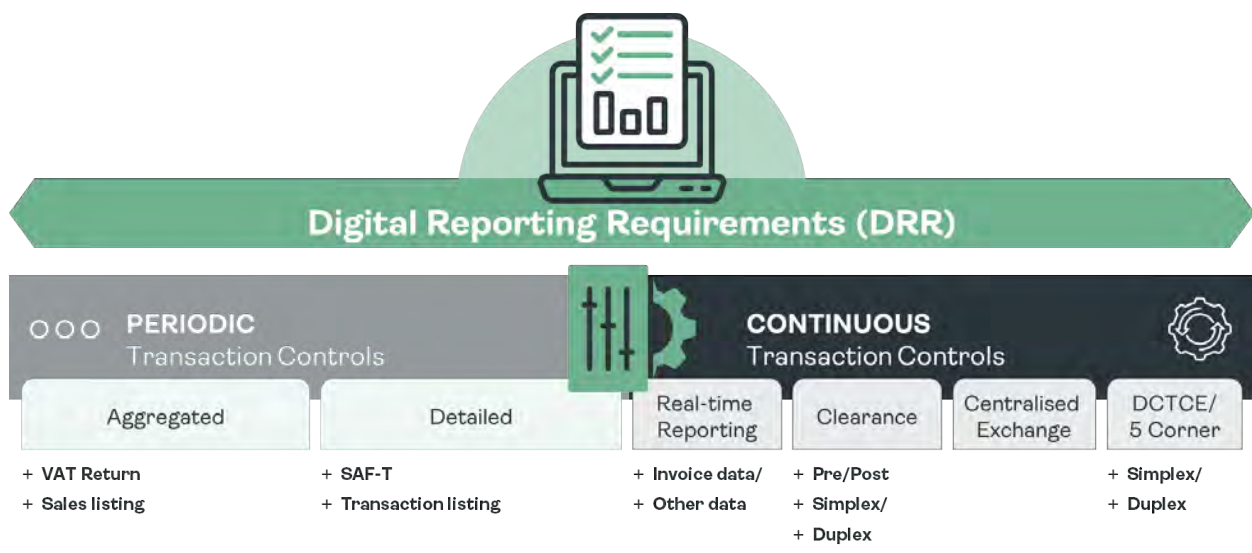 Digital Reporting Requirements (DRR)
PERIODIC
Transaction Controls
CONTINUOUS
Transaction Controls
Aggregated
Detailed
Real-time
Reporting
Clearance
Centralised
Exchange
DCTCE/
5 Corner
+ VAT Return
+ Sales listing
+ SAF-T
+ Transaction listing
+ Invoice data/
+ Other data
+ Pre/Post
+ Simplex/
+ Duplex
+ Simplex/
+ Duplex